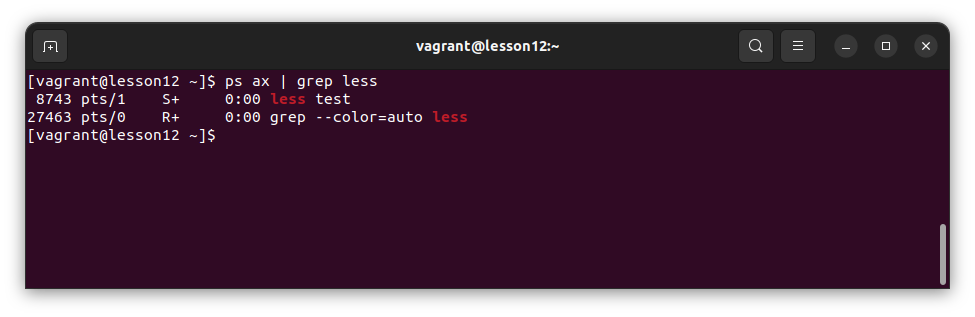 vagrant@lesson12:~
[vagrant@lesson12 ~]$ ps ax | grep less
 8743 pts/1    S+     0:00 less test
27463 pts/0    R+     0:00 grep --color=auto less
[vagrant@lesson12 ~]$